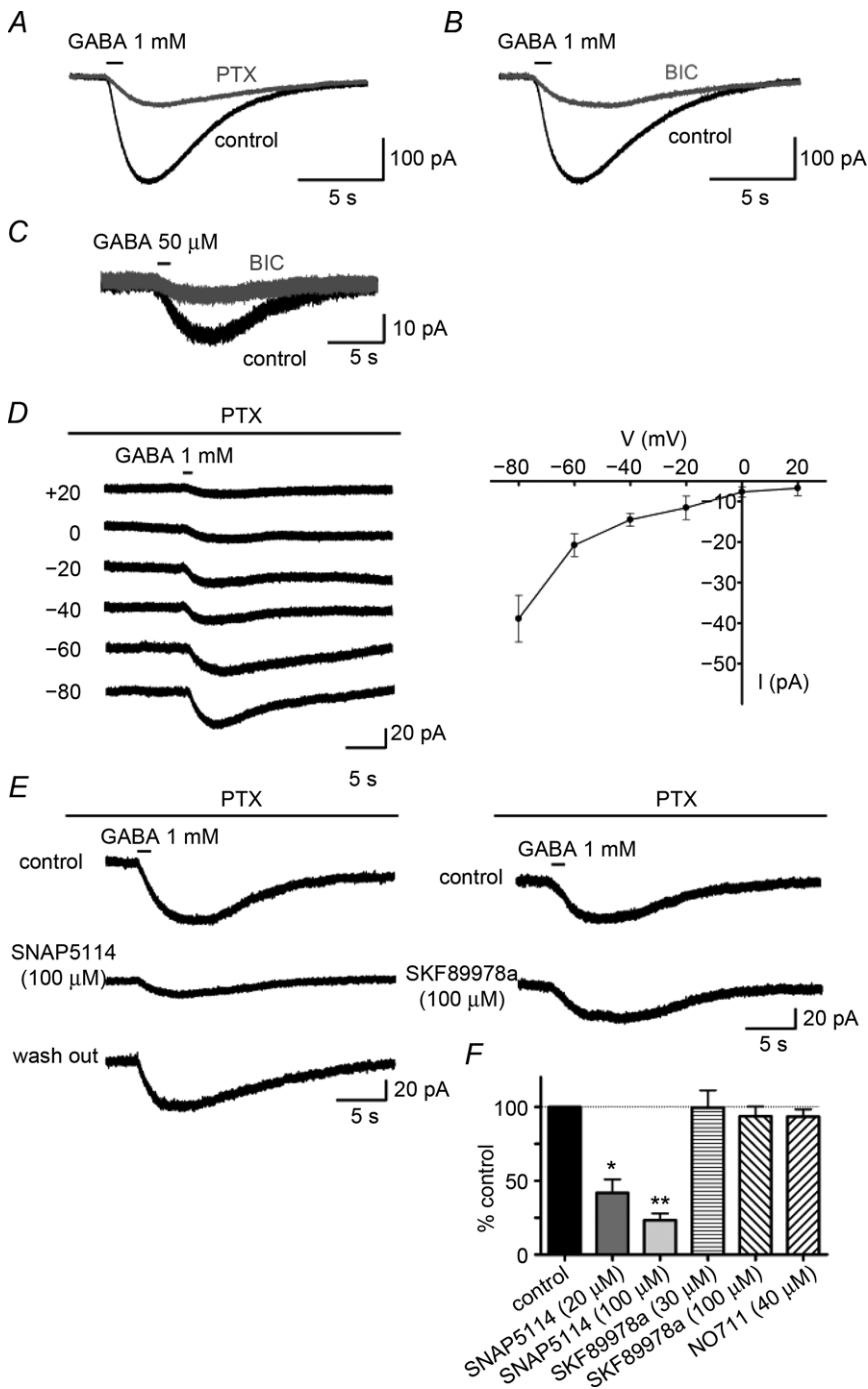 A
GABA 1 mM
PTX
control
100 pA
5 s
B
GABA 1 mM
BIC
control
100 pA
5 s
C
GABA 50 μM
BIC
control
10 pA
5 s
D
PTX
GABA 1 mM
+20
0
−20
−40
−60
−80
20 pA
5 s
V (mV)
−80 −60 −40 −20 0 20
−10
−20
−30
−40
−50
I (pA)
E
PTX
GABA 1 mM
control
SNAP5114
(100 μM)
wash out
20 pA
5 s
PTX
GABA 1 mM
control
SKF89978a
(100 μM)
20 pA
5 s
F
% control
100
50
0
*
**
control
SNAP5114 (20 μM)
SNAP5114 (100 μM)
SKF89978a (30 μM)
SKF89978a (100 μM)
NO711 (40 μM)